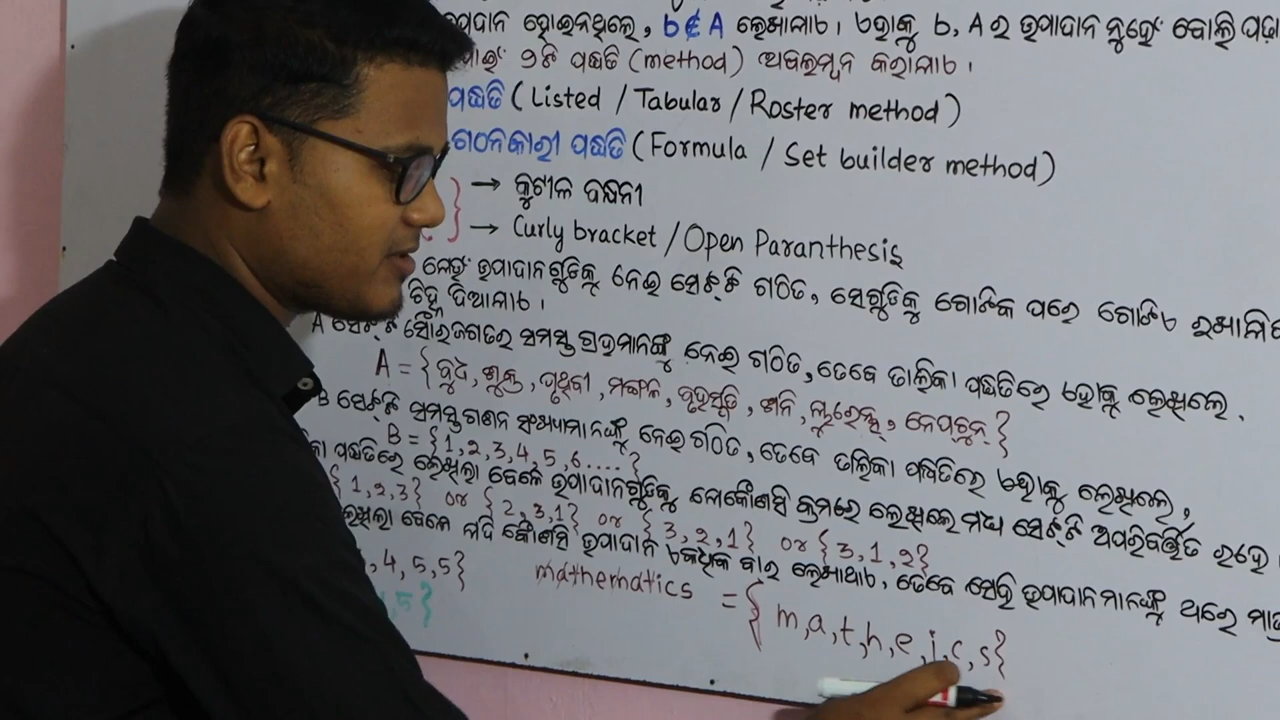 ହୋଇନଥିଲେ, b∉A ଲେଖାଯାଏ। ଏହାକୁ b, A ର ଉପାଦାନ ନୁହେଁ ବୋଲି
୨ଟି ପଦ୍ଧତି (method) ଅବଲମ୍ବନ କରାଯାଏ।
ପଦ୍ଧତି (Listed / Tabular / Roster method)
ଗଠନକାରୀ ପଦ୍ଧତି (Formula / Set builder method)
} → କୁଟୀଳ ବନ୍ଧନୀ
→ Curly bracket / Open Paranthesis
ଯେଉଁ ଉପାଦାନଗୁଡିକୁ ନେଇ ସେଟ୍‌ଟି ଗଠିତ, ସେଗୁଡିକୁ ଗୋଟିକ ପରେ ଗୋଟିଏ
ଚିହ୍ନ ଦିଆଯାଏ।
A ସେଟ୍‌ଟି ସୌରଜଗତର ସମସ୍ତ ଗ୍ରହମାନଙ୍କୁ ନେଇ ଗଠିତ, ତେବେ ତାଲିକା ପଦ୍ଧତିରେ ଏହାକୁ ଲେଖିଲେ,
A = {ବୁଧ, ଶୁକ୍ର, ପୃଥିବୀ, ମଙ୍ଗଳ, ବୃହସ୍ପତି, ଶନି, ୟୁରେନସ୍, ନେପଚୁନ୍}
B ସେଟ୍‌ଟି ସମସ୍ତ ଗଣନ ସଂଖ୍ୟାମାନଙ୍କୁ ନେଇ ଗଠିତ, ତେବେ ତାଲିକା ପଦ୍ଧତିରେ ଏହାକୁ ଲେଖିଲେ,
B = {1,2,3,4,5,6....}
ପଦ୍ଧତିରେ ଲେଖିଲା ବେଳେ ଉପାଦାନଗୁଡିକୁ ଯେକୌଣସି କ୍ରମରେ ଲେଖିଲେ ମଧ୍ୟ ସେଟ୍‌ଟି ଅପରିବର୍ତ୍ତିତ ରହେ
{1,2,3} or {2,3,1} or {3,2,1} or {3,1,2}
ବେଳେ ଯଦି କୌଣସି ଉପାଦାନ ଏକାଧିକ ବାର ଲେଖାଥାଏ, ତେବେ ସେହି ଉପାଦାନମାନଙ୍କୁ ଥରେ
4,5,5} mathematics = {m,a,t,h,e,i,c,s}
5}